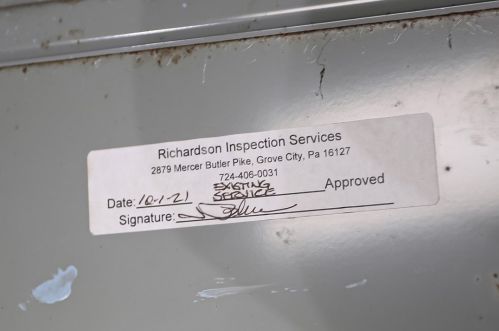 Richardson Inspection Services
2879 Mercer Butler Pike, Grove City, Pa 16127
724-406-0031
EXISTING
Date: 10-1-21 SERVICE Approved
Signature: